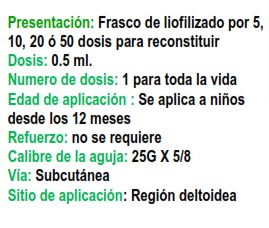 Presentación: Frasco de liofilizado por 5,
10, 20 ó 50 dosis para reconstituir
Dosis: 0.5 ml.
Numero de dosis: 1 para toda la vida
Edad de aplicación : Se aplica a niños
desde los 12 meses
Refuerzo: no se requiere
Calibre de la aguja: 25G X 5/8
Vía: Subcutánea
Sitio de aplicación: Región deltoidea